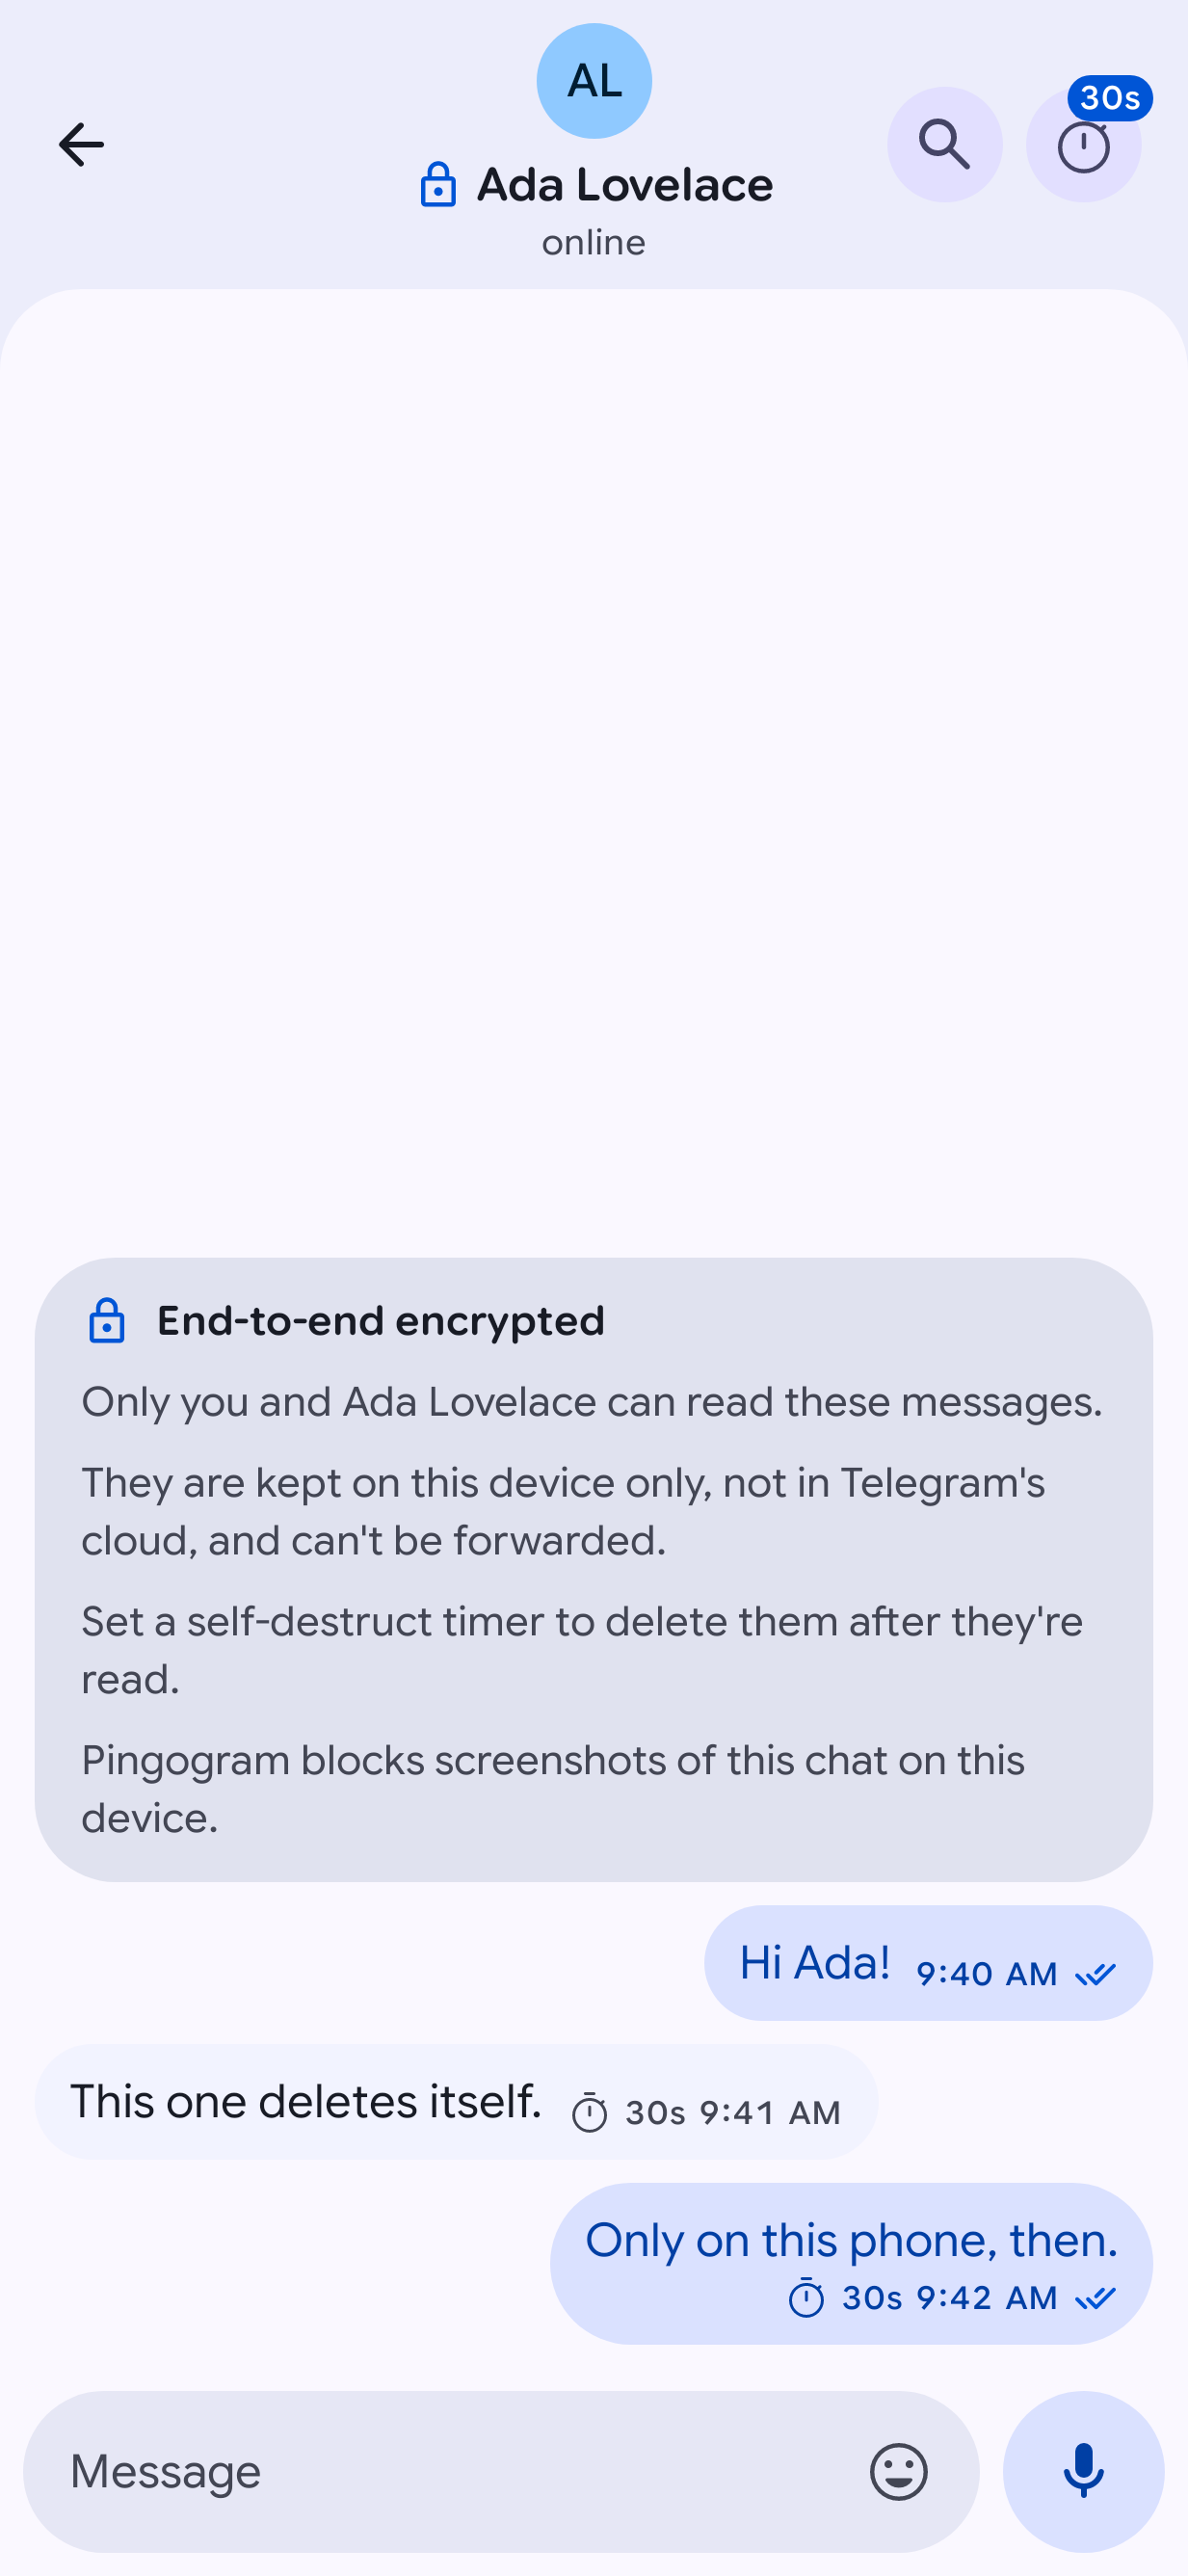 AL
30s
Ada Lovelace
online
End-to-end encrypted
Only you and Ada Lovelace can read these messages.
They are kept on this device only, not in Telegram's
cloud, and can't be forwarded.
Set a self-destruct timer to delete them after they're
read.
Pingogram blocks screenshots of this chat on this
device.
Hi Ada! 9:40 AM
This one deletes itself. 30s 9:41 AM
Only on this phone, then.
30s 9:42 AM
Message